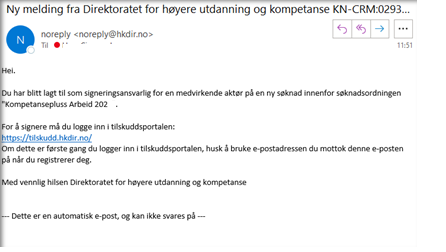 Ny melding fra Direktoratet for høyere utdanning og kompetanse KN-CRM:0293...
N
noreply <noreply@hkdir.no>
Til
11:51
Hei.
Du har blitt lagt til som signeringsansvarlig for en medvirkende aktør på en ny søknad innenfor søknadsordningen
"Kompetansepluss Arbeid 202 .
For å signere må du logge inn i tilskuddsportalen:
https://tilskudd.hkdir.no/
Om dette er første gang du logger inn i tilskuddsportalen, husk å bruke e-postadressen du mottok denne e-posten
på når du registrerer deg.
Med vennlig hilsen Direktoratet for høyere utdanning og kompetanse
--- Dette er en automatisk e-post, og kan ikke svares på ---